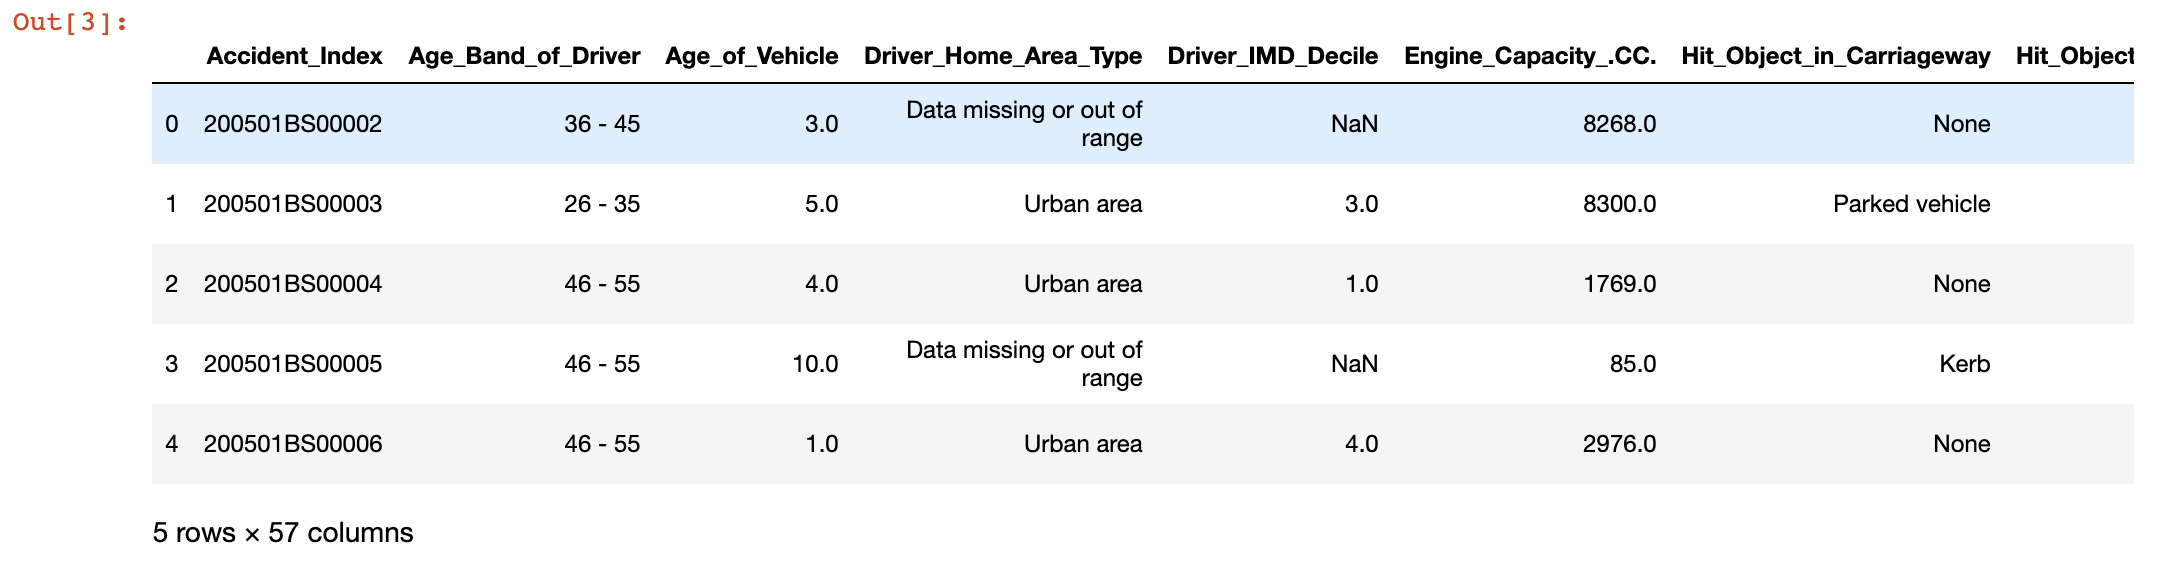 Out[3]:
Accident_Index Age_Band_of_Driver Age_of_Vehicle Driver_Home_Area_Type Driver_IMD_Decile Engine_Capacity_.CC. Hit_Object_in_Carriageway Hit_Object
0 200501BS00002 36 - 45 3.0 Data missing or out of range NaN 8268.0 None
1 200501BS00003 26 - 35 5.0 Urban area 3.0 8300.0 Parked vehicle
2 200501BS00004 46 - 55 4.0 Urban area 1.0 1769.0 None
3 200501BS00005 46 - 55 10.0 Data missing or out of range NaN 85.0 Kerb
4 200501BS00006 46 - 55 1.0 Urban area 4.0 2976.0 None
5 rows × 57 columns